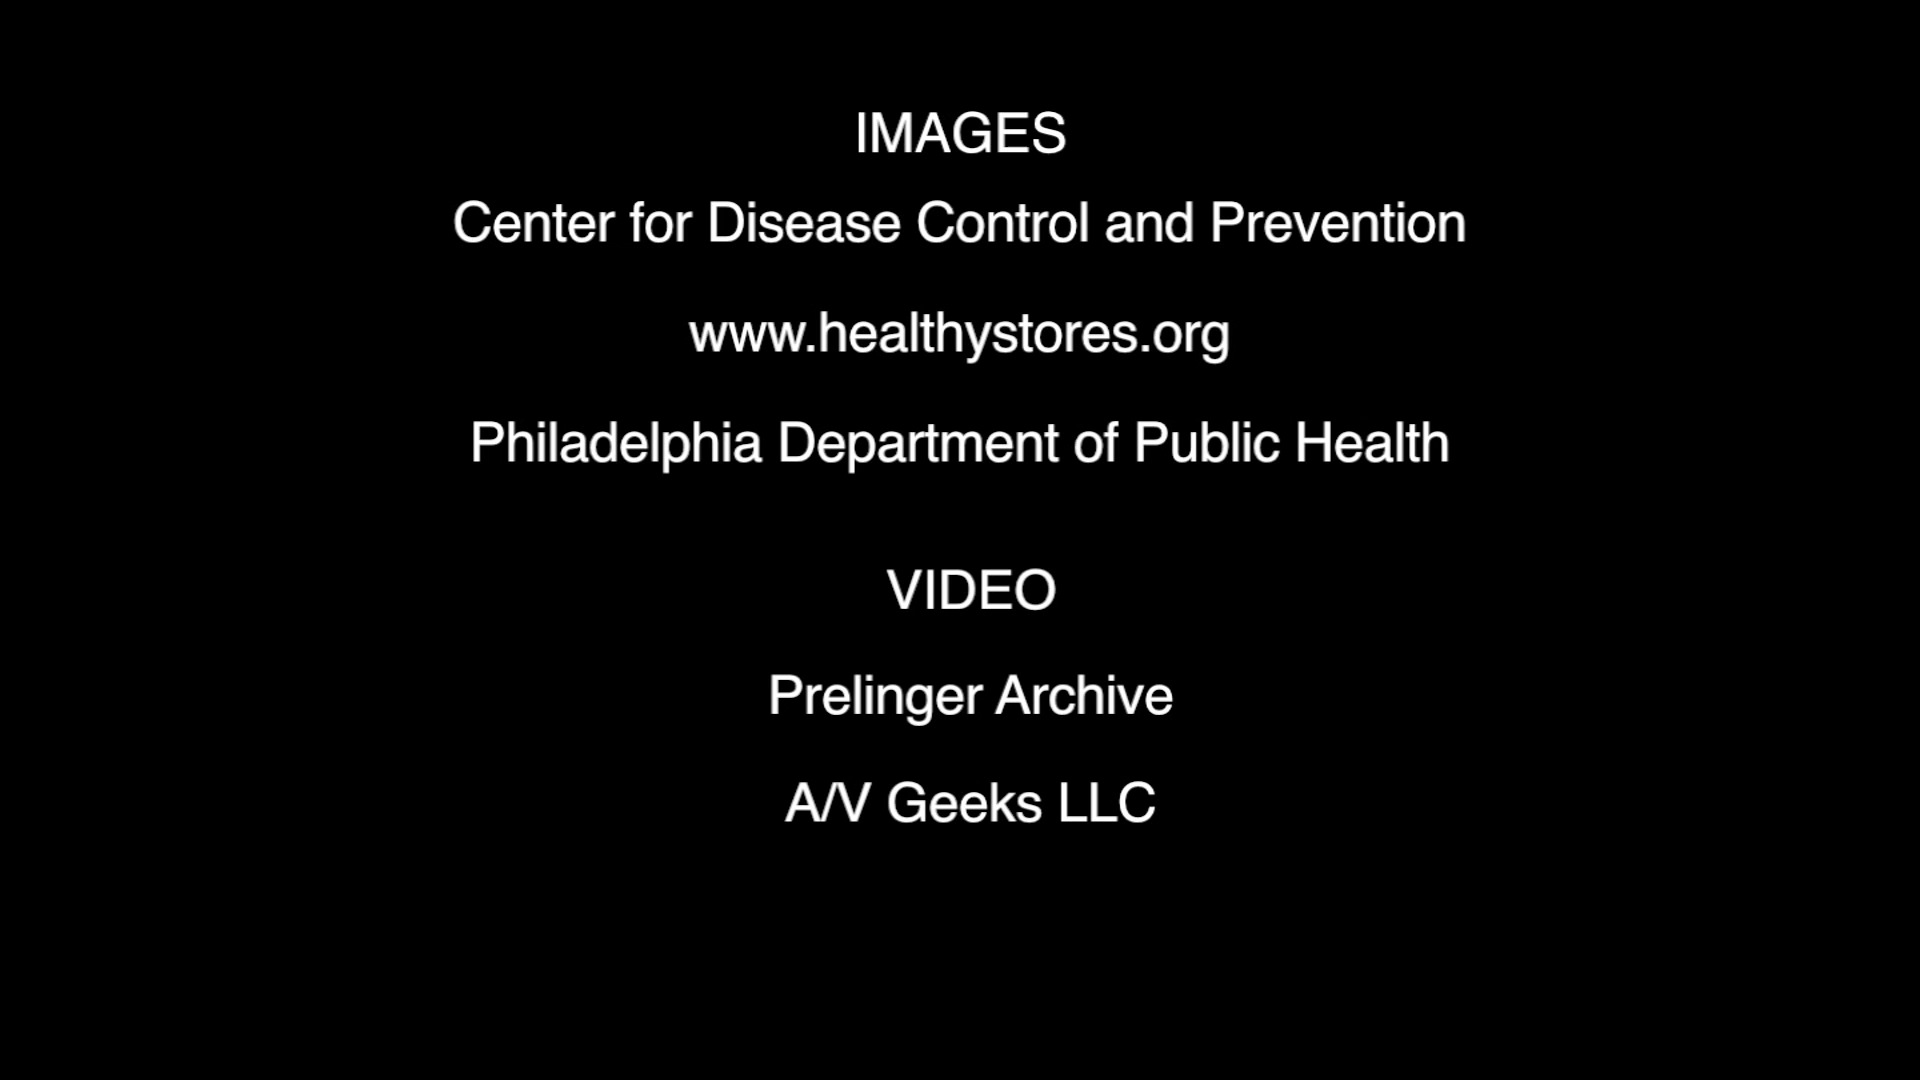 IMAGES
Center for Disease Control and Prevention
www.healthystores.org
Philadelphia Department of Public Health
VIDEO
Prelinger Archive
A/V Geeks LLC